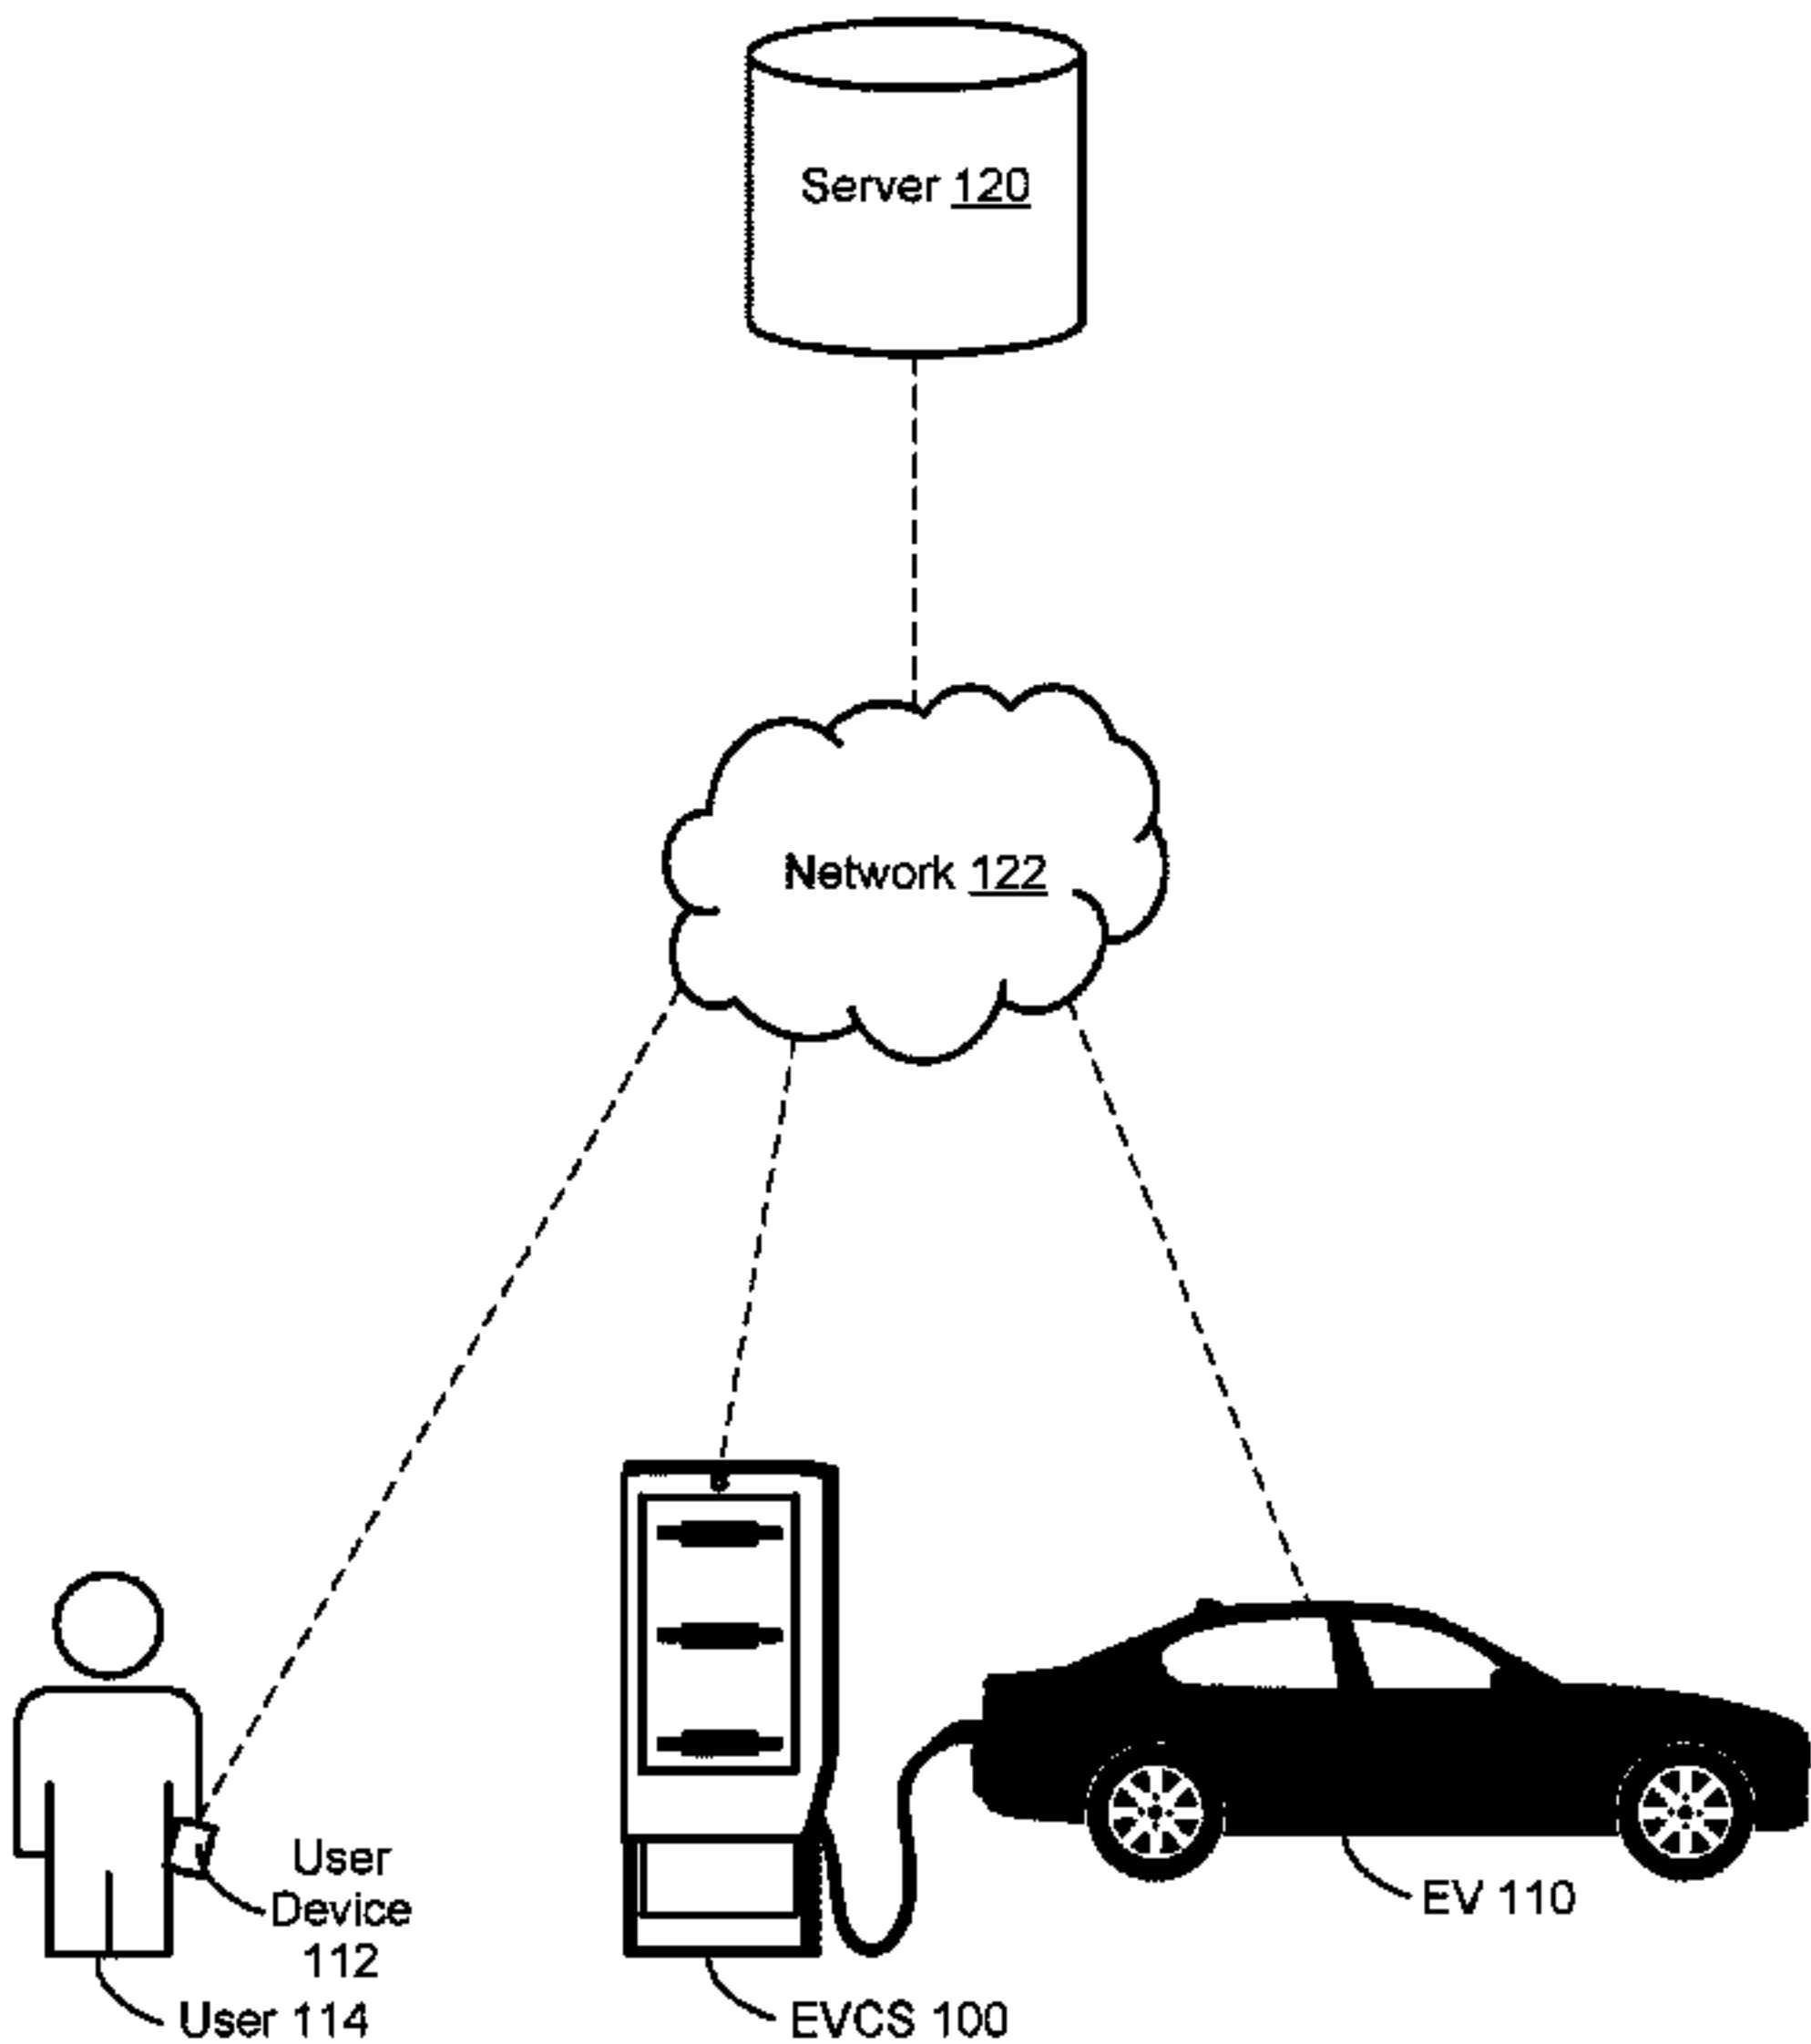 Server 120
Network 122
User
Device
112
User 114
EVCS 100
EV 110